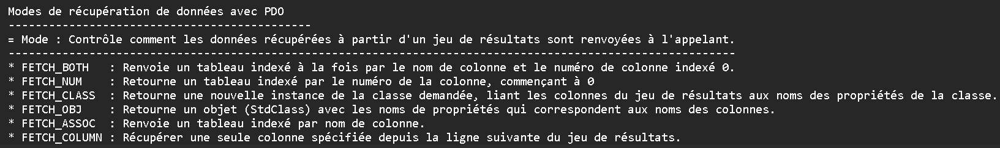 Modes de récupération de données avec PDO
---------------------------------------------
= Mode : Contrôle comment les données récupérées à partir d'un jeu de résultats sont renvoyées à l'appelant.
------------------------------------------------------------------------------------------------------------
* FETCH_BOTH   : Renvoie un tableau indexé à la fois par le nom de colonne et le numéro de colonne indexé 0.
* FETCH_NUM    : Retourne un tableau indexé par le numéro de la colonne, commençant à 0
* FETCH_CLASS  : Retourne une nouvelle instance de la classe demandée, liant les colonnes du jeu de résultats aux noms des propriétés de la classe.
* FETCH_OBJ    : Retourne un objet (StdClass) avec les noms de propriétés qui correspondent aux noms des colonnes.
* FETCH_ASSOC  : Renvoie un tableau indexé par nom de colonne.
* FETCH_COLUMN : Récupérer une seule colonne spécifiée depuis la ligne suivante du jeu de résultats.